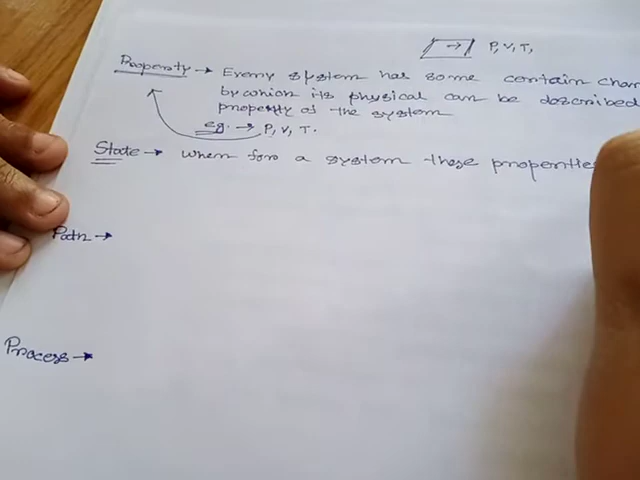 P, V, T,
Property → Every system has some contain char
by which its physical can be described
property of the system
eg. → P, V, T.
State → When for a system these properties
Path →
Process →